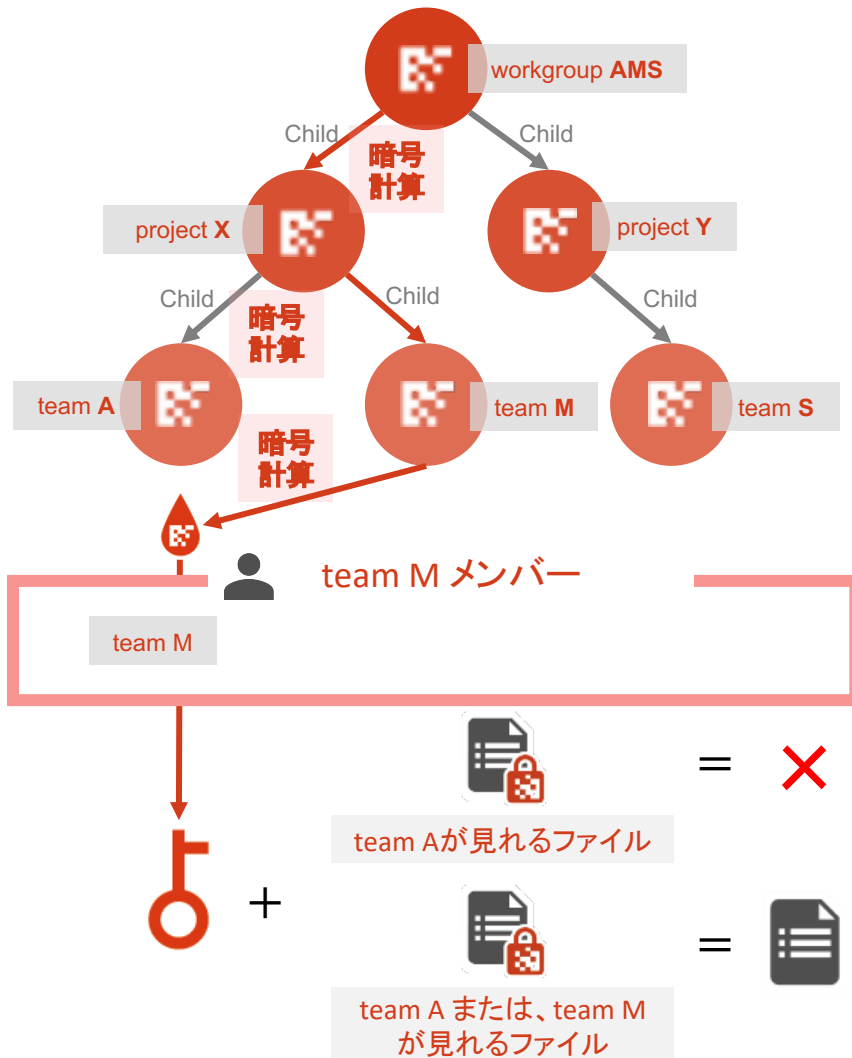 workgroup AMS
Child
Child
暗号
計算
project X
project Y
Child
Child
Child
暗号
計算
team A
team M
team S
暗号
計算
team M メンバー
team M
=
×
team Aが見れるファイル
+
=
team A または、team M
が見れるファイル